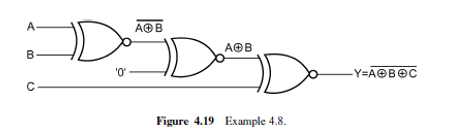 A
B
C
A⊕B
'0'
A⊕B
Y=A⊕B⊕C
Figure 4.19 Example 4.8.